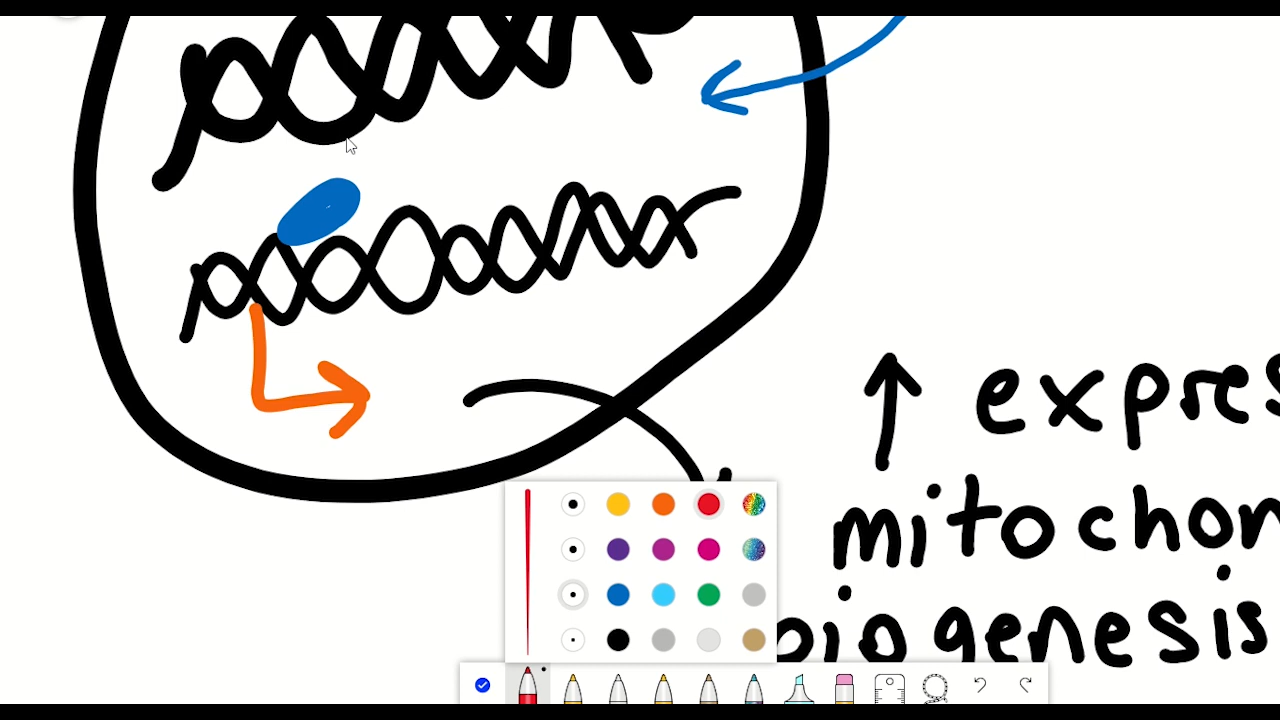 ↑ expres
mitochon
biogenesis